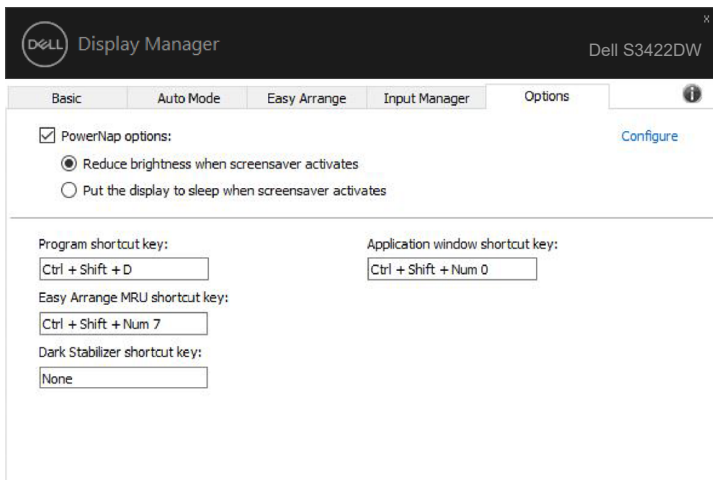 x
DELL
Display Manager
Dell S3422DW
Basic
Auto Mode
Easy Arrange
Input Manager
Options
i
PowerNap options:
Configure
Reduce brightness when screensaver activates
Put the display to sleep when screensaver activates
Program shortcut key:
Application window shortcut key:
Ctrl + Shift + D
Ctrl + Shift + Num 0
Easy Arrange MRU shortcut key:
Ctrl + Shift + Num 7
Dark Stabilizer shortcut key:
None